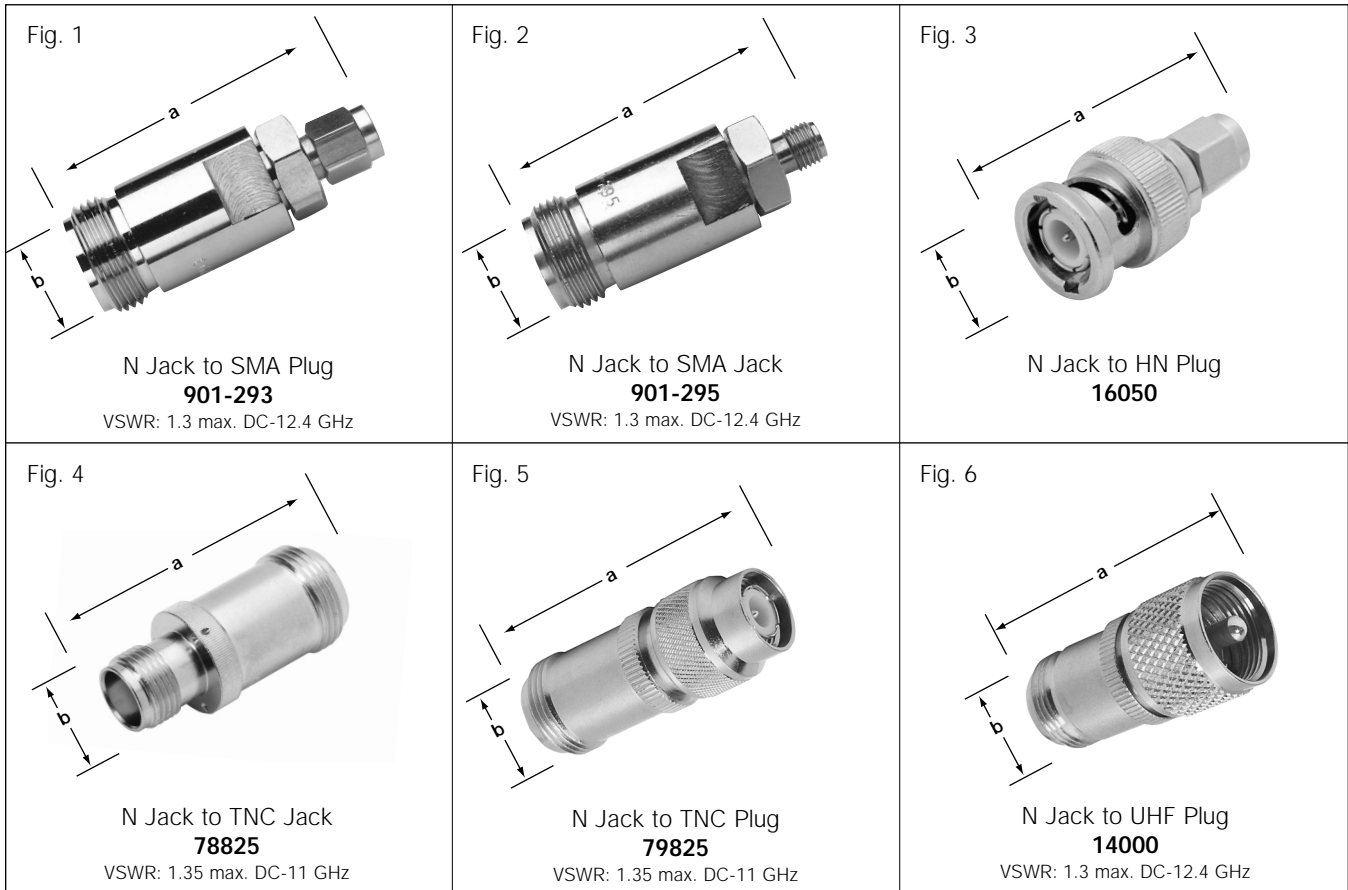 Fig. 1
a
b
N Jack to SMA Plug
901-293
VSWR: 1.3 max. DC-12.4 GHz
Fig. 2
a
b
295
N Jack to SMA Jack
901-295
VSWR: 1.3 max. DC-12.4 GHz
Fig. 3
a
b
N Jack to HN Plug
16050
Fig. 4
a
b
N Jack to TNC Jack
78825
VSWR: 1.35 max. DC-11 GHz
Fig. 5
a
b
N Jack to TNC Plug
79825
VSWR: 1.35 max. DC-11 GHz
Fig. 6
a
b
N Jack to UHF Plug
14000
VSWR: 1.3 max. DC-12.4 GHz